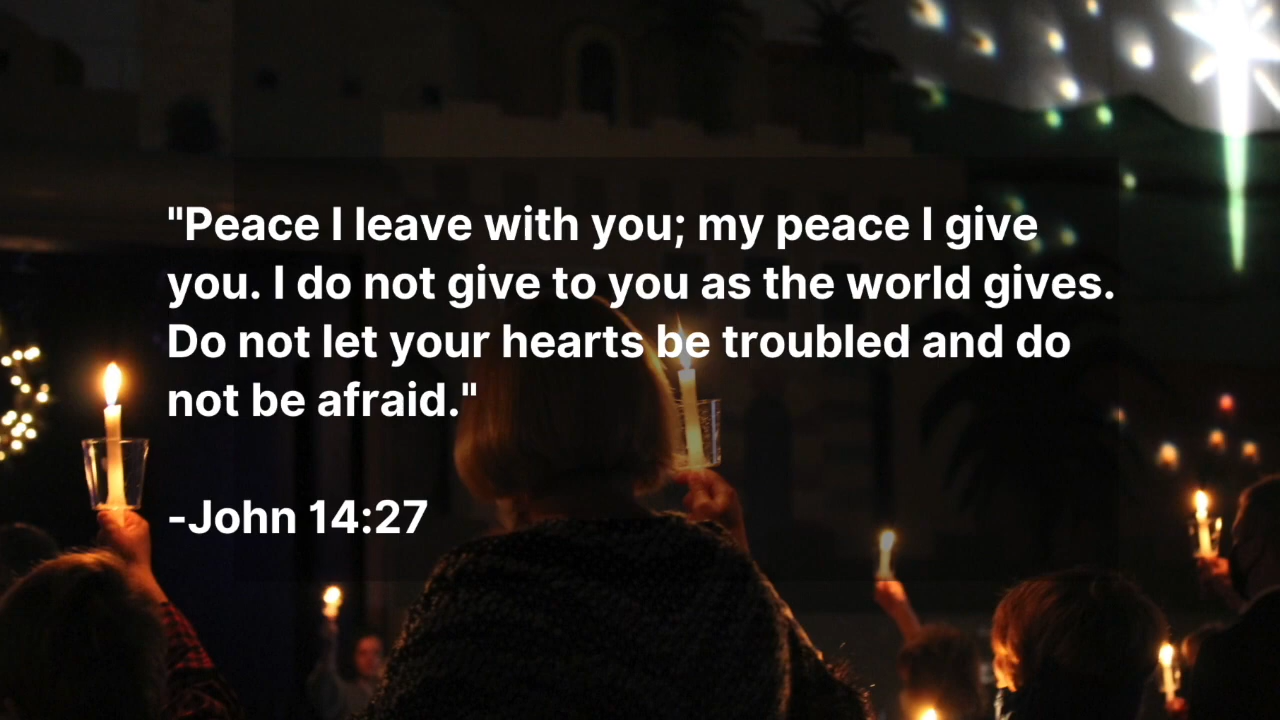 "Peace I leave with you; my peace I give
you. I do not give to you as the world gives.
Do not let your hearts be troubled and do
not be afraid."
-John 14:27